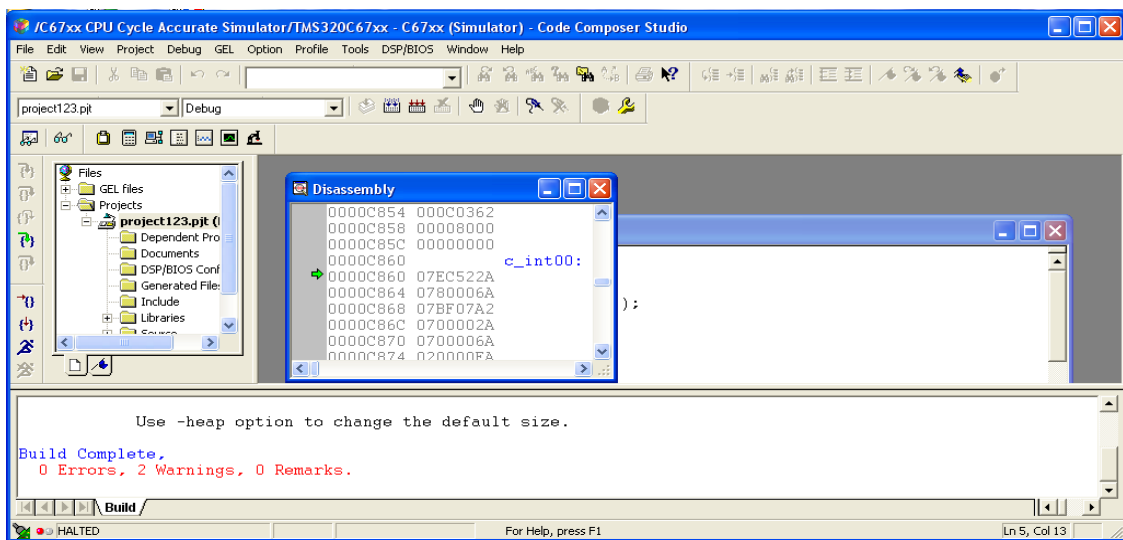 /C67xx CPU Cycle Accurate Simulator/TMS320C67xx - C67xx (Simulator) - Code Composer Studio
File Edit View Project Debug GEL Option Profile Tools DSP/BIOS Window Help
project123.pjt Debug
Files
GEL files
Projects
project123.pjt (
Dependent Pro
Documents
DSP/BIOS Conf
Generated File:
Include
Libraries
Source
Disassembly
0000C854 000C0362
0000C858 00008000
0000C85C 00000000
0000C860 c_int00:
0000C860 07EC522A
0000C864 0780006A
0000C868 07BF07A2
0000C86C 0700002A
0000C870 0700006A
0000C874 020000FA
);
Use -heap option to change the default size.
Build Complete,
0 Errors, 2 Warnings, 0 Remarks.
Build
HALTED For Help, press F1 Ln 5, Col 13